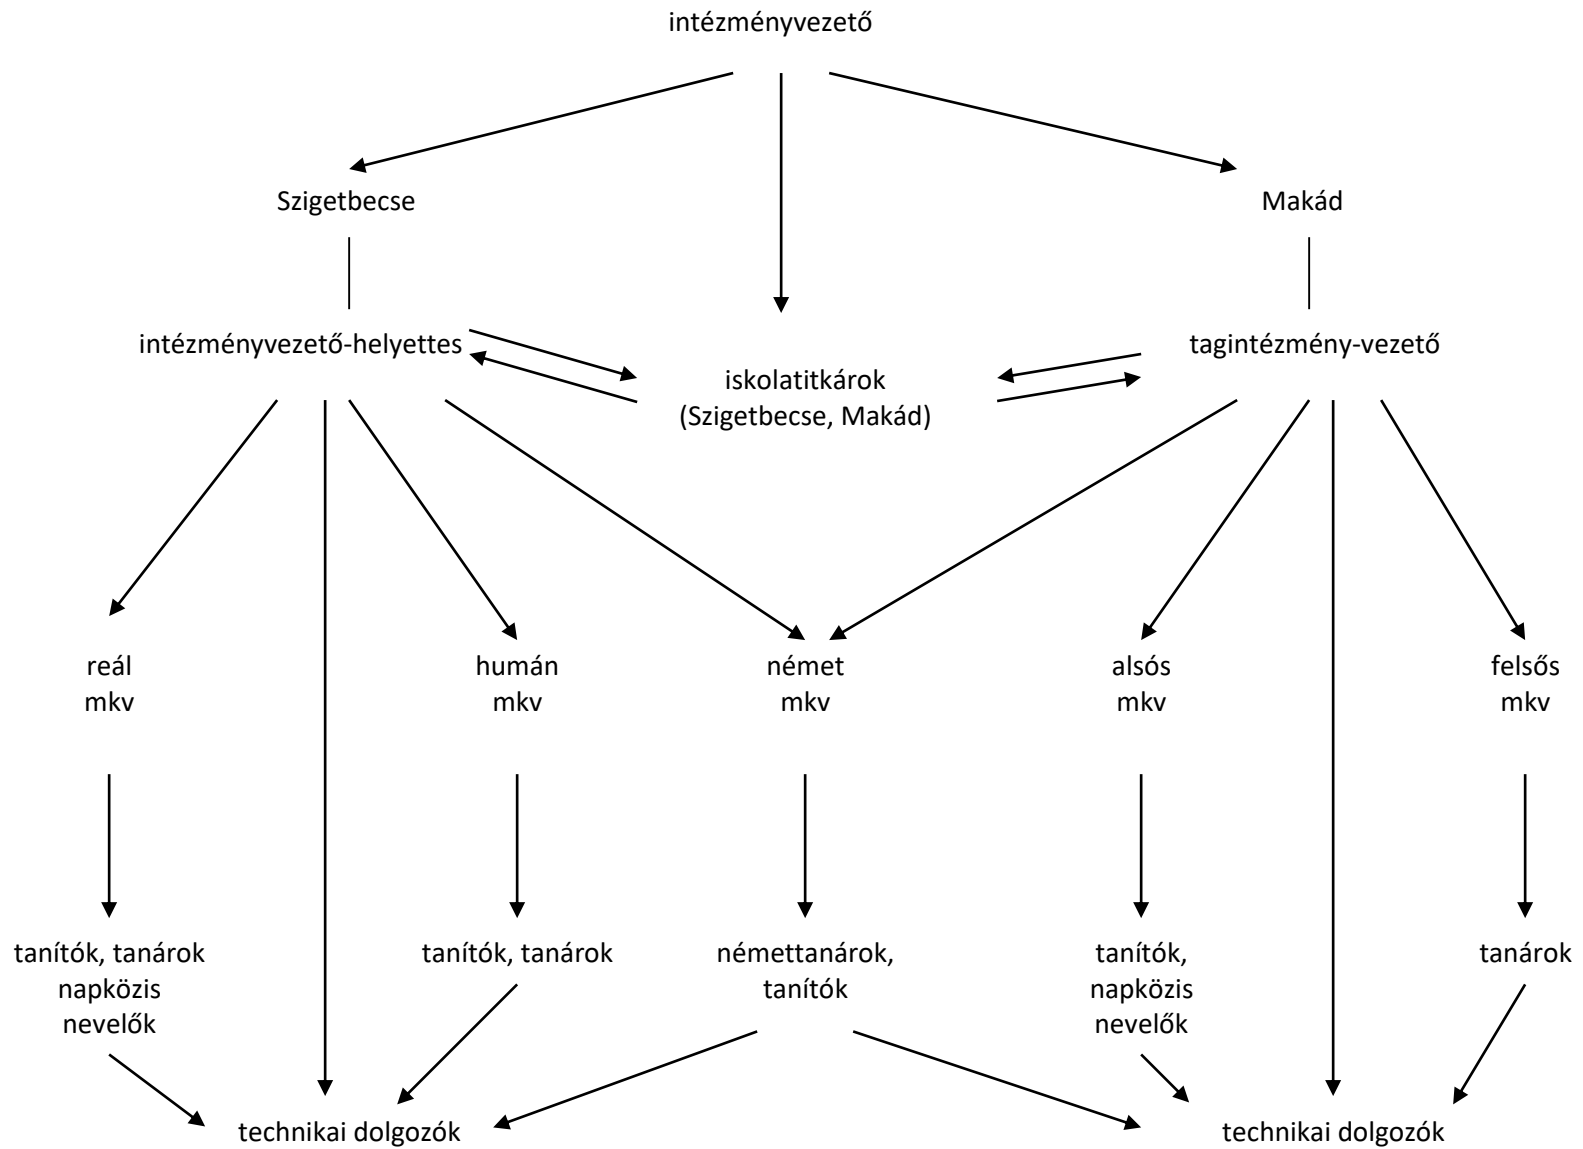 intézményvezető
Szigetbecse
Makád
intézményvezető-helyettes
tagintézmény-vezető
iskolatitkárok
(Szigetbecse, Makád)
reál
mkv
humán
mkv
német
mkv
alsós
mkv
felsős
mkv
tanítók, tanárok
napközis
nevelők
tanítók, tanárok
némettanárok,
tanítók
tanítók,
napközis
nevelők
tanárok
technikai dolgozók
technikai dolgozók